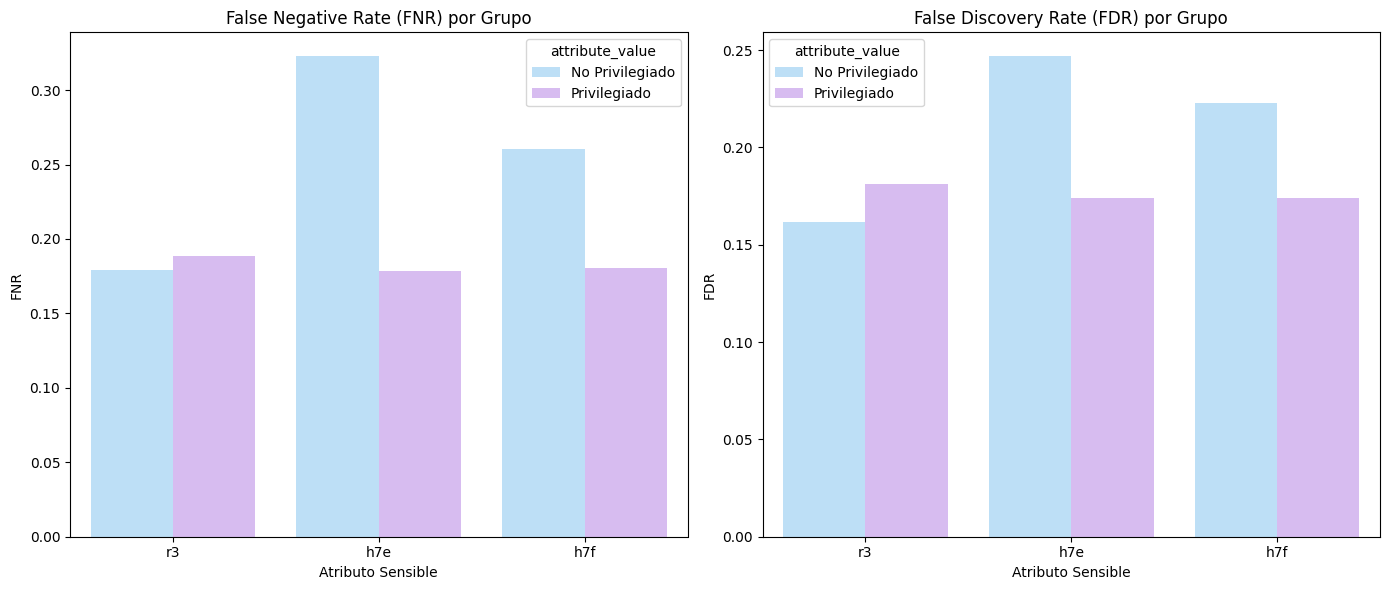 False Negative Rate (FNR) por Grupo
attribute_value
No Privilegiado
Privilegiado
0.30
0.25
0.20
0.15
0.10
0.05
0.00
FNR
r3
h7e
h7f
Atributo Sensible
False Discovery Rate (FDR) por Grupo
attribute_value
No Privilegiado
Privilegiado
0.25
0.20
0.15
0.10
0.05
0.00
FDR
r3
h7e
h7f
Atributo Sensible